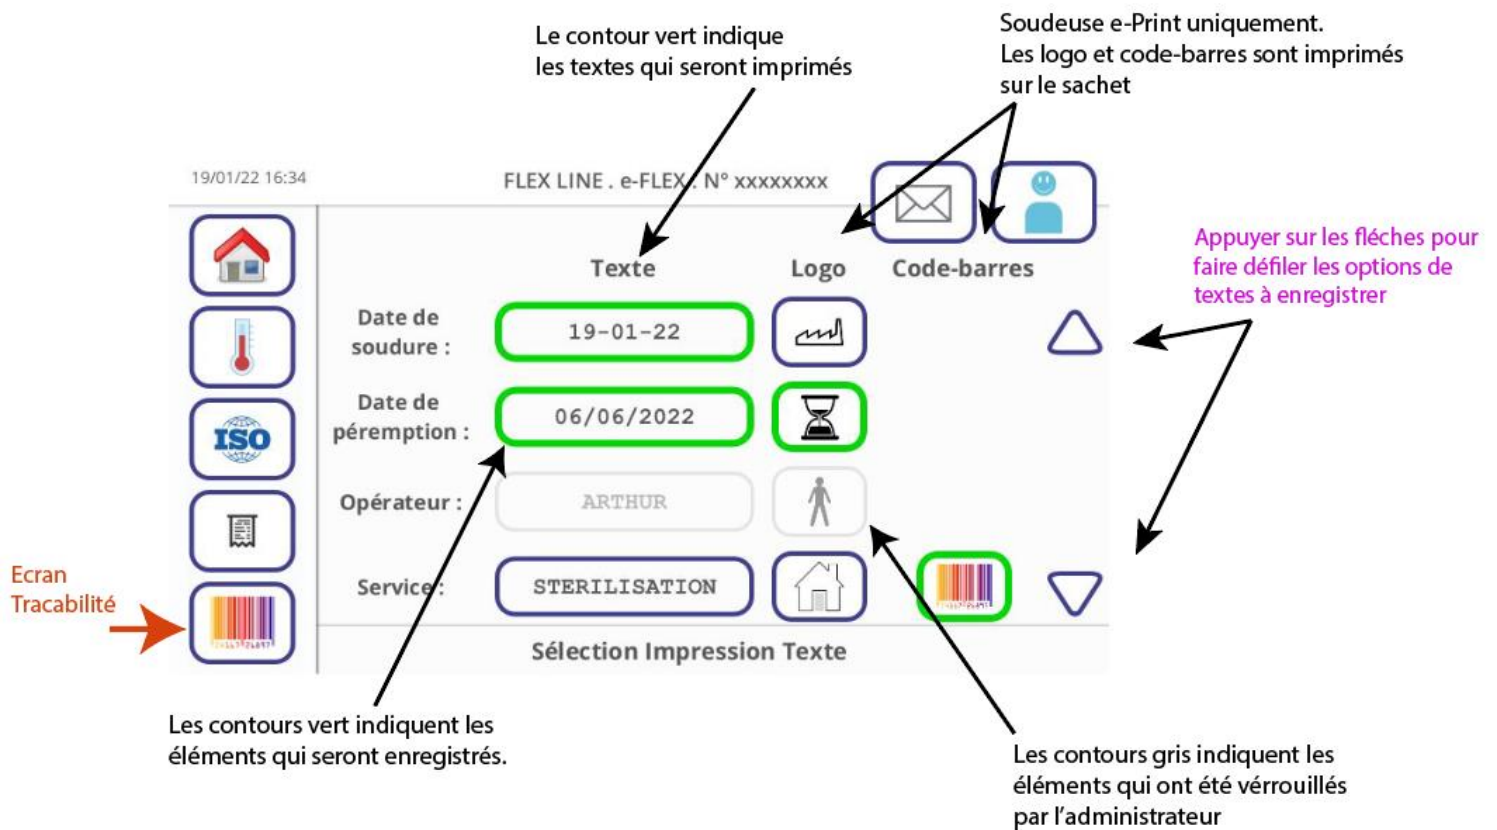 Le contour vert indique
les textes qui seront imprimés
Soudeuse e-Print uniquement.
Les logo et code-barres sont imprimés
sur le sachet
19/01/22 16:34
FLEX LINE . e-FLEX . N° xxxxxxxx
Texte
Logo
Code-barres
Appuyer sur les fléches pour
faire défiler les options de
textes à enregistrer
Date de
soudure :
19-01-22
Date de
péremption :
06/06/2022
ISO
Opérateur :
ARTHUR
Service :
STERILISATION
Ecran
Tracabilité
Sélection Impression Texte
Les contours vert indiquent les
éléments qui seront enregistrés.
Les contours gris indiquent les
éléments qui ont été vérrouillés
par l'administrateur